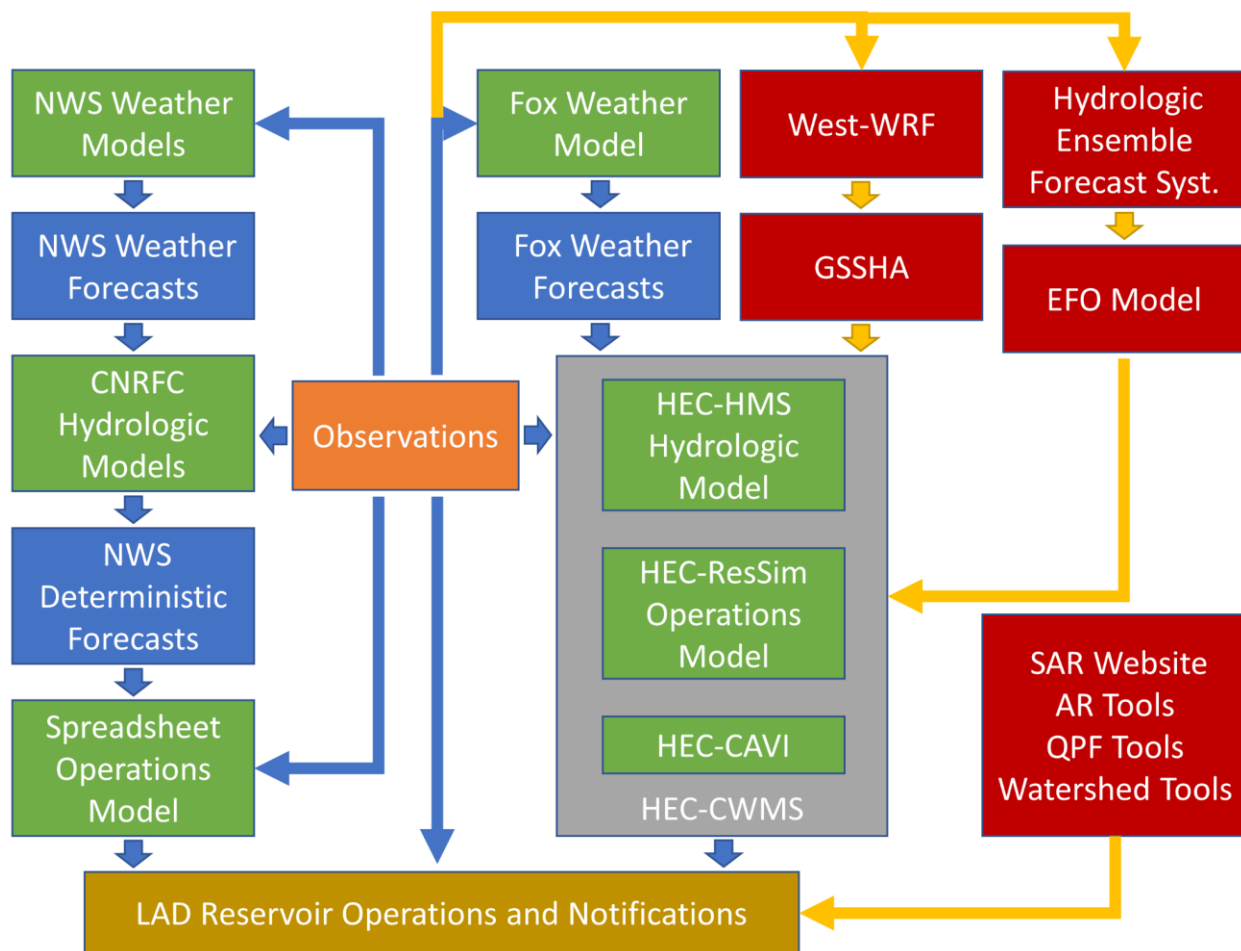 NWS Weather
Models
NWS Weather
Forecasts
CNRFC
Hydrologic
Models
NWS
Deterministic
Forecasts
Spreadsheet
Operations
Model
Observations
Fox Weather
Model
Fox Weather
Forecasts
West-WRF
GSSHA
Hydrologic
Ensemble
Forecast Syst.
EFO Model
HEC-HMS
Hydrologic
Model
HEC-ResSim
Operations
Model
HEC-CAVI
HEC-CWMS
SAR Website
AR Tools
QPF Tools
Watershed Tools
LAD Reservoir Operations and Notifications